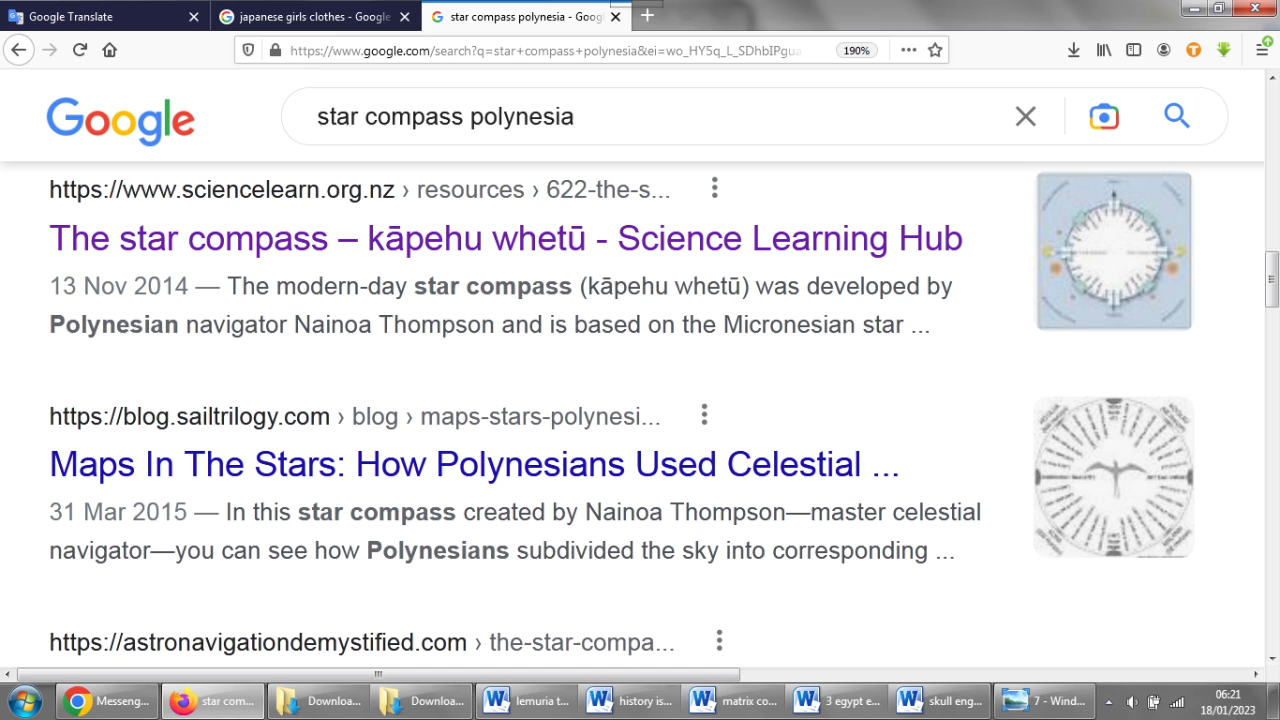 Google Translate
japanese girls clothes - Google
star compass polynesia - Goog
https://www.google.com/search?q=star+compass+polynesia&ei=wo_HY5q_L_SDhbIPgua
190%
Google
star compass polynesia
https://www.sciencelearn.org.nz › resources › 622-the-s...
The star compass – kāpehu whetū - Science Learning Hub
13 Nov 2014 — The modern-day star compass (kāpehu whetū) was developed by
Polynesian navigator Nainoa Thompson and is based on the Micronesian star ...
https://blog.sailtrilogy.com › blog › maps-stars-polynesi...
Maps In The Stars: How Polynesians Used Celestial ...
31 Mar 2015 — In this star compass created by Nainoa Thompson—master celestial
navigator—you can see how Polynesians subdivided the sky into corresponding ...
https://astronavigationdemystified.com › the-star-compa...
Messeng...
star com...
Downloa...
Downloa...
lemuria t...
history is...
matrix co...
3 egypt e...
skull eng...
7 - Wind...
06:21
18/01/2023